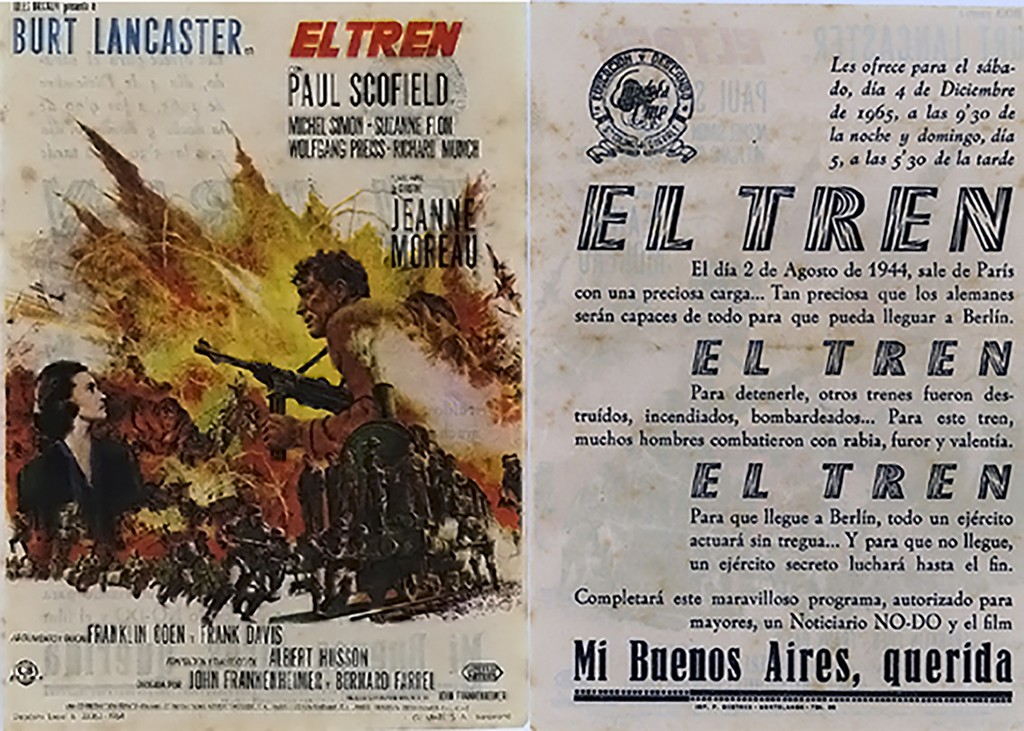 BURT LANCASTER en
EL TREN
CON
PAUL SCOFIELD
MICHEL SIMON - SUZANNE FLON
WOLFGANG PREISS - RICHARD MUNCH
JEANNE
MOREAU
FRANKLIN COEN Y FRANK DAVIS
ALBERT HUSSON
DIRIGIDA POR JOHN FRANKENHEIMER Y BERNARD FARREL
JOHN FRANKENHEIMER
Les ofrece para el sába-
do, día 4 de Diciembre
de 1965, a las 9'30 de
la noche y domingo, día
5, a las 5'30 de la tarde
EL TREN
El día 2 de Agosto de 1944, sale de París
con una preciosa carga... Tan preciosa que los alemanes
serán capaces de todo para que pueda lleguar a Berlín.
EL TREN
Para detenerle, otros trenes fueron des-
truídos, incendiados, bombardeados... Para este tren,
muchos hombres combatieron con rabia, furor y valentía.
EL TREN
Para que llegue a Berlín, todo un ejército
actuará sin tregua... Y para que no llegue,
un ejército secreto luchará hasta el fin.
Completará este maravilloso programa, autorizado para
mayores, un Noticiario NO-DO y el film
Mi Buenos Aires, querida